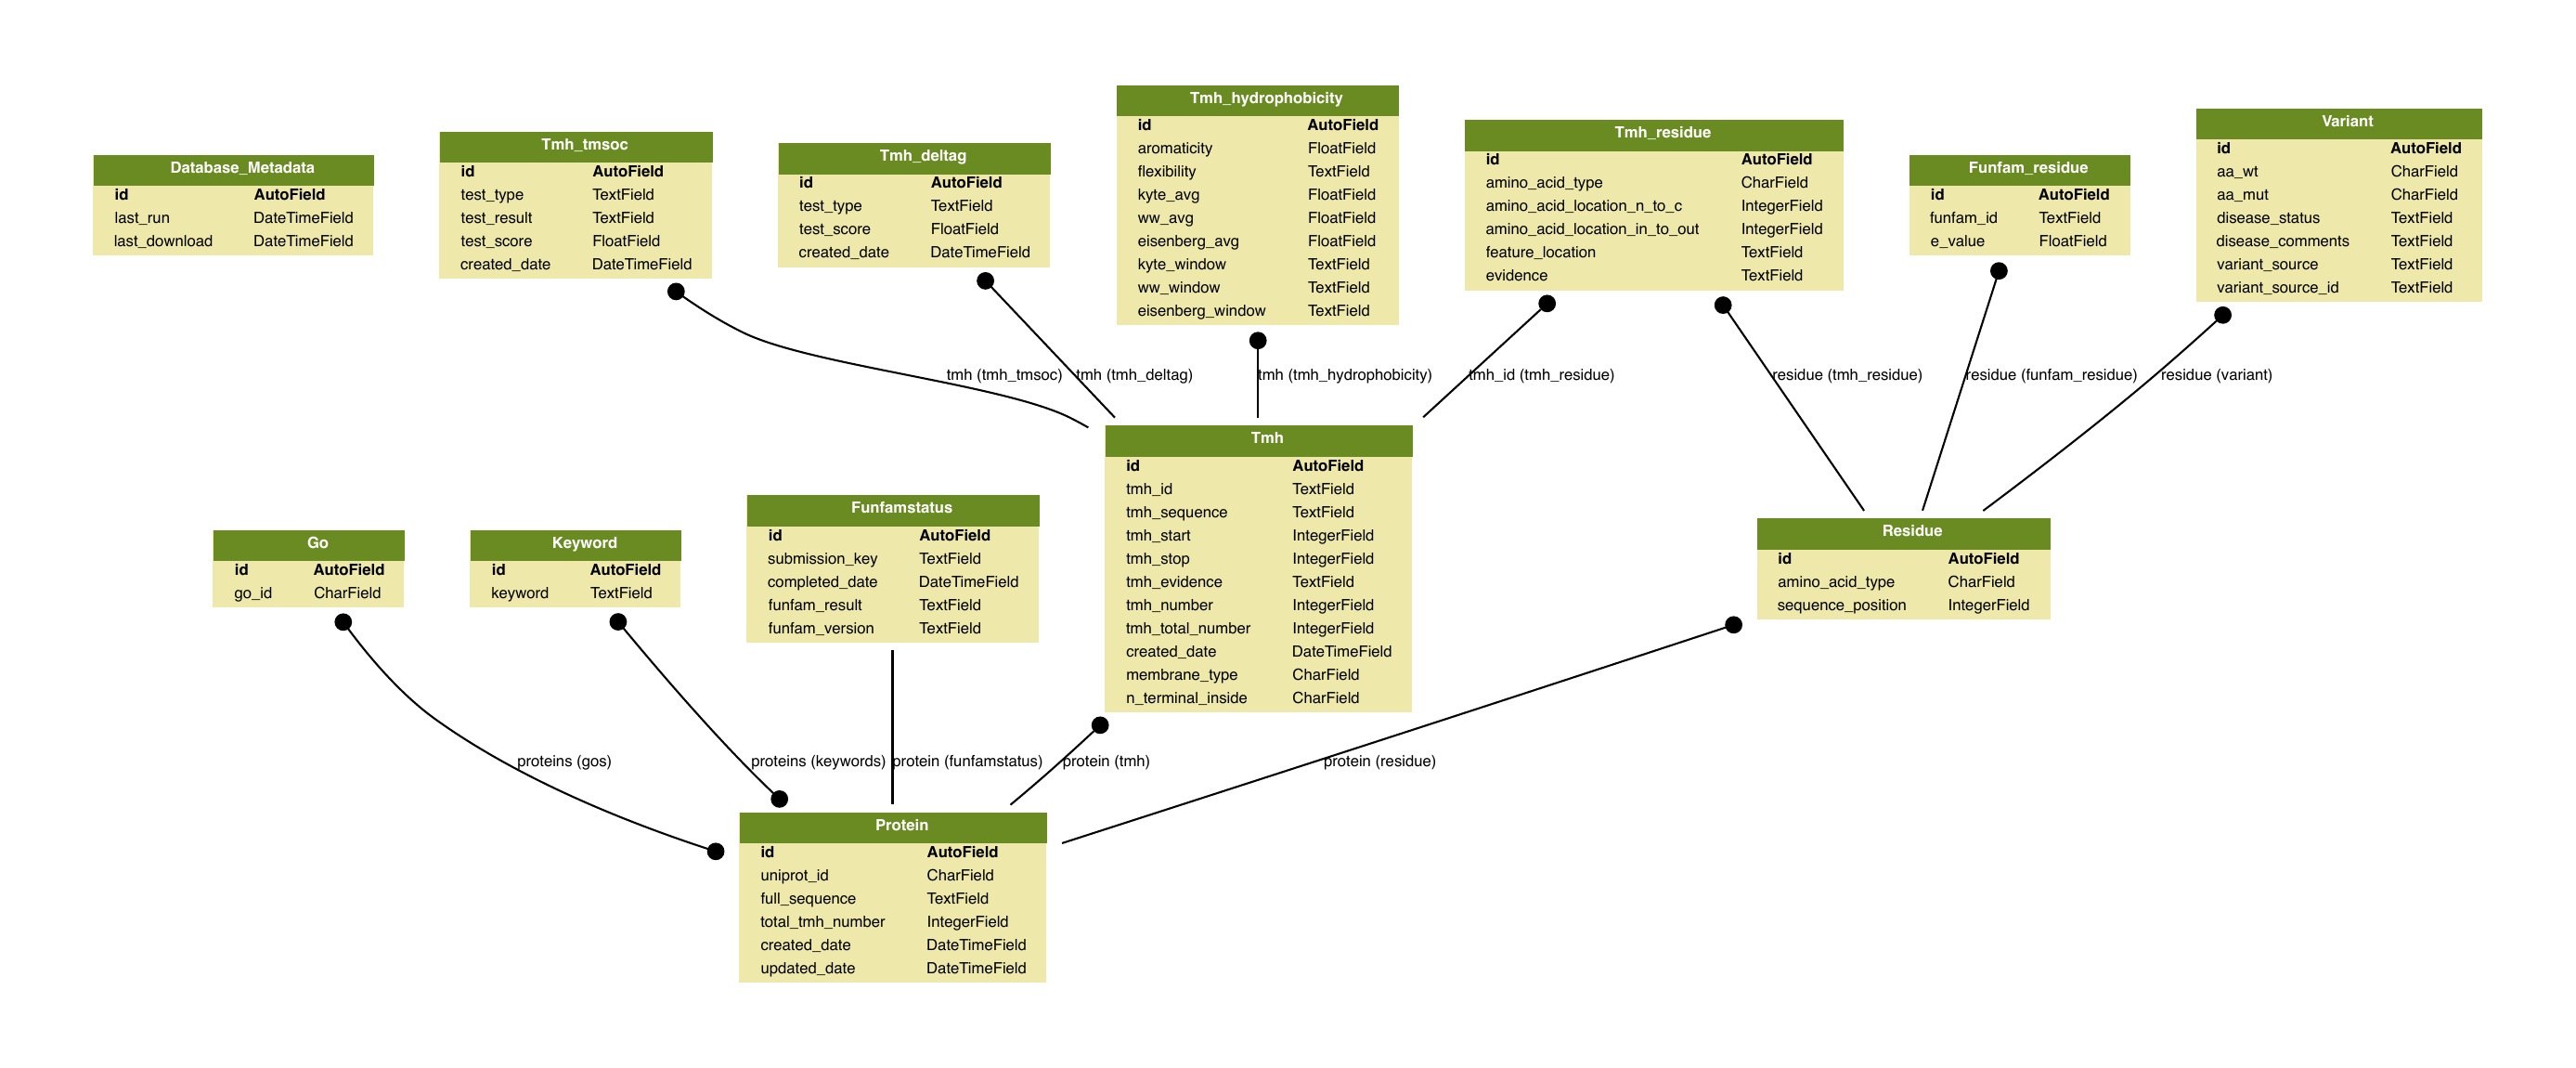 Database_Metadata
id AutoField
last_run DateTimeField
last_download DateTimeField
Tmh_tmsoc
id AutoField
test_type TextField
test_result TextField
test_score FloatField
created_date DateTimeField
Tmh_deltag
id AutoField
test_type TextField
test_score FloatField
created_date DateTimeField
Tmh_hydrophobicity
id AutoField
aromaticity FloatField
flexibility TextField
kyte_avg FloatField
ww_avg FloatField
eisenberg_avg FloatField
kyte_window TextField
ww_window TextField
eisenberg_window TextField
Tmh_residue
id AutoField
amino_acid_type CharField
amino_acid_location_n_to_c IntegerField
amino_acid_location_in_to_out IntegerField
feature_location TextField
evidence TextField
Funfam_residue
id AutoField
funfam_id TextField
e_value FloatField
Variant
id AutoField
aa_wt CharField
aa_mut CharField
disease_status TextField
disease_comments TextField
variant_source TextField
variant_source_id TextField
tmh (tmh_tmsoc)
tmh (tmh_deltag)
tmh (tmh_hydrophobicity)
tmh_id (tmh_residue)
residue (tmh_residue)
residue (funfam_residue)
residue (variant)
Go
id AutoField
go_id CharField
Keyword
id AutoField
keyword TextField
Funfamstatus
id AutoField
submission_key TextField
completed_date DateTimeField
funfam_result TextField
funfam_version TextField
Tmh
id AutoField
tmh_id TextField
tmh_sequence TextField
tmh_start IntegerField
tmh_stop IntegerField
tmh_evidence TextField
tmh_number IntegerField
tmh_total_number IntegerField
created_date DateTimeField
membrane_type CharField
n_terminal_inside CharField
Residue
id AutoField
amino_acid_type CharField
sequence_position IntegerField
proteins (gos)
proteins (keywords)
protein (funfamstatus)
protein (tmh)
protein (residue)
Protein
id AutoField
uniprot_id CharField
full_sequence TextField
total_tmh_number IntegerField
created_date DateTimeField
updated_date DateTimeField